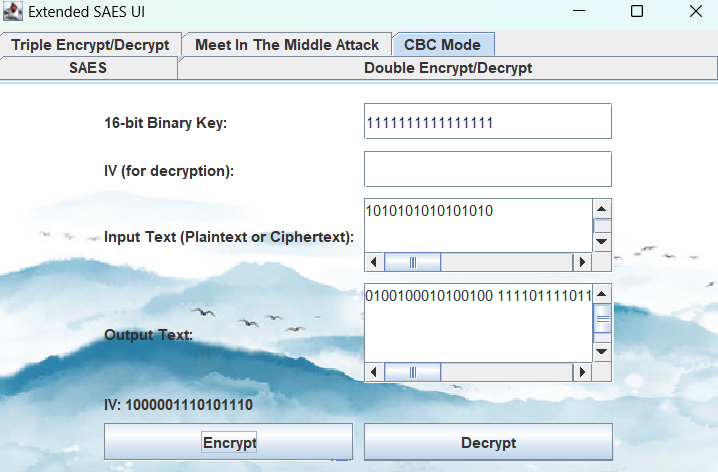 Extended SAES UI
Triple Encrypt/Decrypt
Meet In The Middle Attack
CBC Mode
SAES
Double Encrypt/Decrypt
16-bit Binary Key:
1111111111111111
IV (for decryption):
Input Text (Plaintext or Ciphertext):
1010101010101010
Output Text:
0100100010100100 111101111011
IV: 1000001110101110
Encrypt
Decrypt